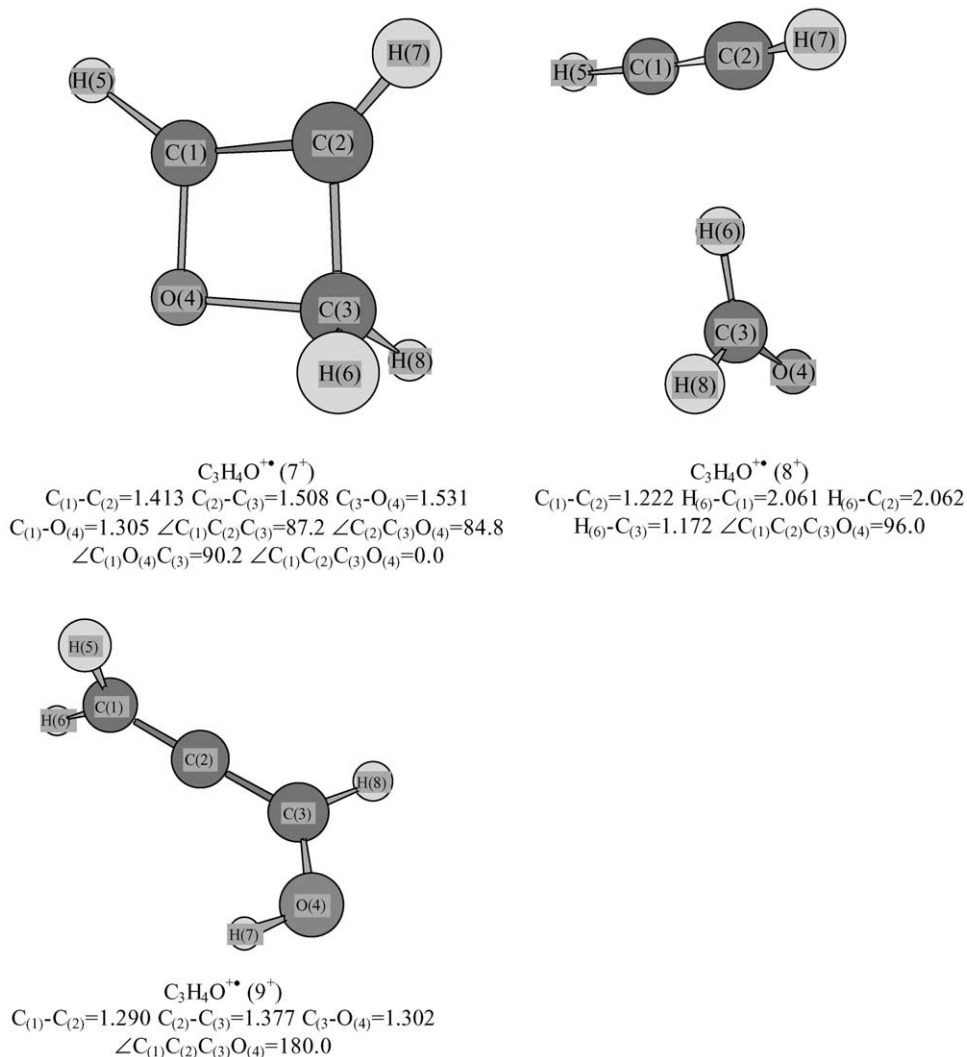 H(5)
H(7)
C(1)
C(2)
O(4)
C(3)
H(6)
H(8)
C₃H₄O⁺• (7⁺)
C₍₁₎-C₍₂₎=1.413 C₍₂₎-C₍₃₎=1.508 C₍₃-O₍₄₎=1.531
C₍₁₎-O₍₄₎=1.305 ∠C₍₁₎C₍₂₎C₍₃₎=87.2 ∠C₍₂₎C₍₃₎O₍₄₎=84.8
∠C₍₁₎O₍₄₎C₍₃₎=90.2 ∠C₍₁₎C₍₂₎C₍₃₎O₍₄₎=0.0
H(5)
C(1)
C(2)
H(7)
H(6)
C(3)
H(8)
O(4)
C₃H₄O⁺• (8⁺)
C₍₁₎-C₍₂₎=1.222 H₍₆₎-C₍₁₎=2.061 H₍₆₎-C₍₂₎=2.062
H₍₆₎-C₍₃₎=1.172 ∠C₍₁₎C₍₂₎C₍₃₎O₍₄₎=96.0
H(5)
C(1)
H(6)
C(2)
H(8)
C(3)
O(4)
H(7)
C₃H₄O⁺• (9⁺)
C₍₁₎-C₍₂₎=1.290 C₍₂₎-C₍₃₎=1.377 C₍₃-O₍₄₎=1.302
∠C₍₁₎C₍₂₎C₍₃₎O₍₄₎=180.0